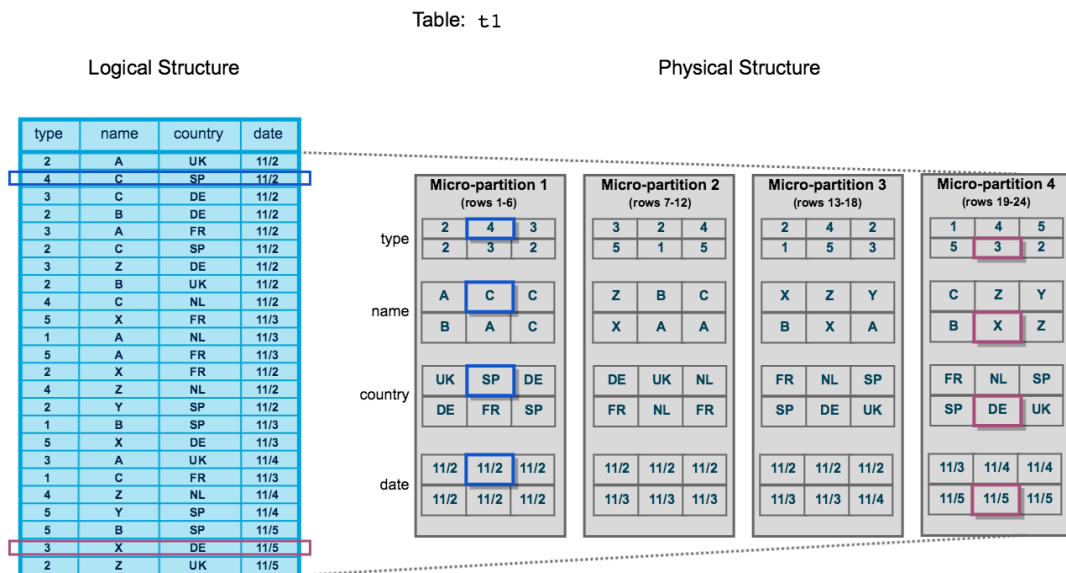 Table: t1
Logical Structure
Physical Structure
type name country date
2 A UK 11/2
4 C SP 11/2
3 C DE 11/2
2 B DE 11/2
3 A FR 11/2
2 C SP 11/2
3 Z DE 11/2
2 B UK 11/2
4 C NL 11/2
5 X FR 11/3
1 A NL 11/3
5 A FR 11/3
2 X FR 11/2
4 Z NL 11/2
2 Y SP 11/2
1 B SP 11/3
5 X DE 11/3
3 A UK 11/4
1 C FR 11/3
4 Z NL 11/4
5 Y SP 11/4
5 B SP 11/5
3 X DE 11/5
2 Z UK 11/5
Micro-partition 1 Micro-partition 2 Micro-partition 3 Micro-partition 4
(rows 1-6) (rows 7-12) (rows 13-18) (rows 19-24)
type
2 4 3 3 2 4 2 4 2 1 4 5
2 3 2 5 1 5 1 5 3 5 3 2
name
A C C Z B C X Z Y C Z Y
B A C X A A B X A B X Z
country
UK SP DE DE UK NL FR NL SP FR NL SP
DE FR SP FR NL FR SP DE UK SP DE UK
date
11/2 11/2 11/2 11/2 11/2 11/2 11/2 11/2 11/2 11/3 11/4 11/4
11/2 11/2 11/2 11/3 11/3 11/3 11/3 11/3 11/4 11/5 11/5 11/5